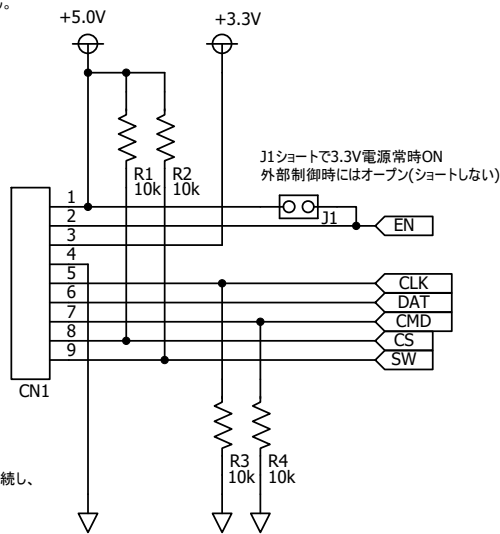 ん。
+5.0V
+3.3V
R1
10k
R2
10k
J1ショートで3.3V電源常時ON
外部制御時にはオープン(ショートしない)
J1
1
2
3
4
5
6
7
8
9
EN
CLK
DAT
CMD
CS
SW
CN1
R3
10k
R4
10k
続し、